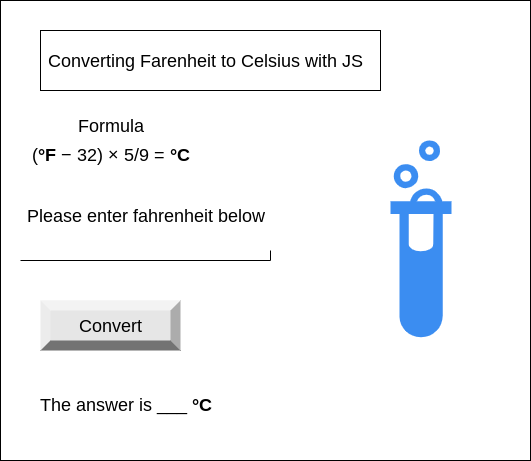 Converting Farenheit to Celsius with JS
Formula
(°F − 32) × 5/9 = °C
Please enter fahrenheit below
Convert
The answer is ___ °C